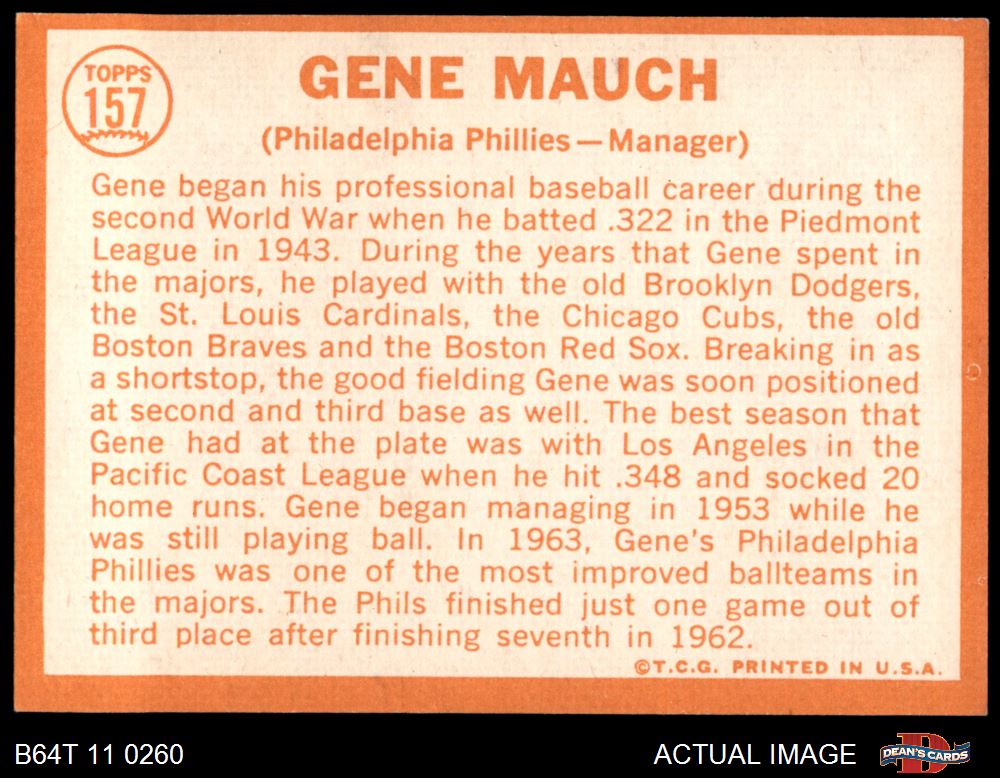 TOPPS
157
GENE MAUCH
(Philadelphia Phillies—Manager)
Gene began his professional baseball career during the
second World War when he batted .322 in the Piedmont
League in 1943. During the years that Gene spent in
the majors, he played with the old Brooklyn Dodgers,
the St. Louis Cardinals, the Chicago Cubs, the old
Boston Braves and the Boston Red Sox. Breaking in as
a shortstop, the good fielding Gene was soon positioned
at second and third base as well. The best season that
Gene had at the plate was with Los Angeles in the
Pacific Coast League when he hit .348 and socked 20
home runs. Gene began managing in 1953 while he
was still playing ball. In 1963, Gene's Philadelphia
Phillies was one of the most improved ballteams in
the majors. The Phils finished just one game out of
third place after finishing seventh in 1962.
©T.C.G. PRINTED IN U.S.A.
B64T 11 0260
ACTUAL IMAGE
D
DEAN'S CARDS